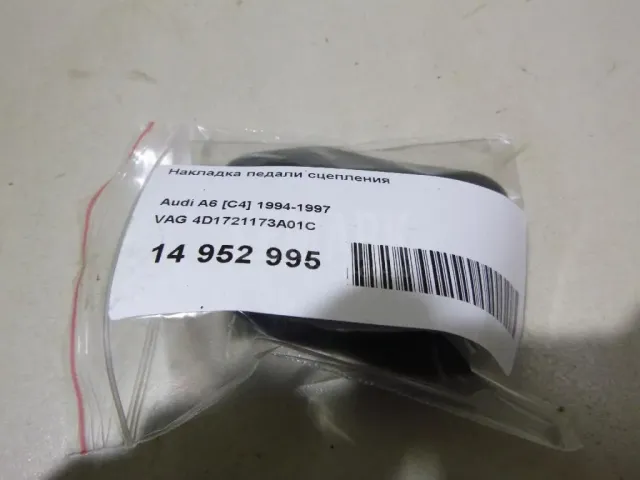 Накладка педали сцепления
Audi A6 [C4] 1994-1997
VAG 4D1721173A01C
14 952 995